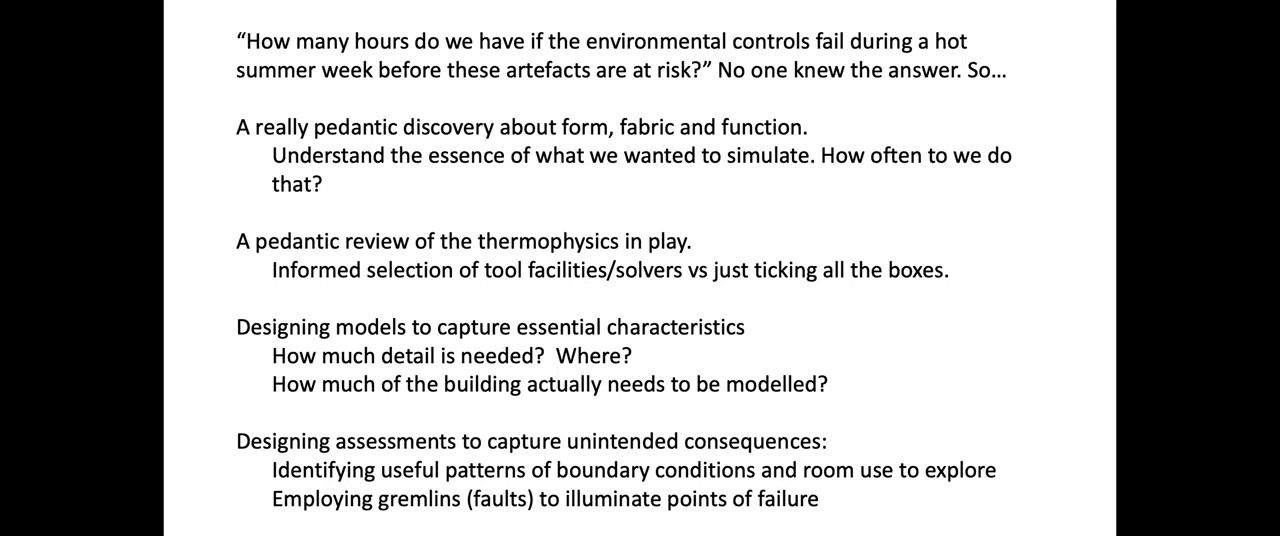 “How many hours do we have if the environmental controls fail during a hot
summer week before these artefacts are at risk?” No one knew the answer. So…
A really pedantic discovery about form, fabric and function.
Understand the essence of what we wanted to simulate. How often to we do
that?
A pedantic review of the thermophysics in play.
Informed selection of tool facilities/solvers vs just ticking all the boxes.
Designing models to capture essential characteristics
How much detail is needed?  Where?
How much of the building actually needs to be modelled?
Designing assessments to capture unintended consequences:
Identifying useful patterns of boundary conditions and room use to explore
Employing gremlins (faults) to illuminate points of failure